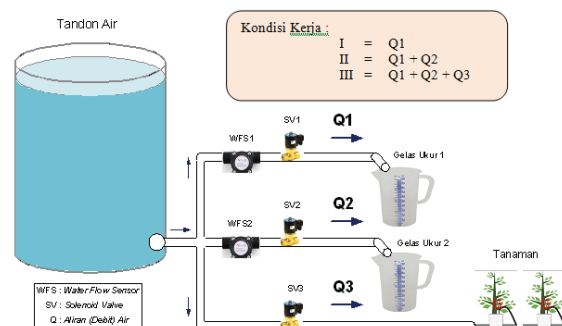 Tandon Air
Kondisi Kerja :
I = Q1
II = Q1 + Q2
III = Q1 + Q2 + Q3
SV1
Q1
WFS1
Gelas Ukur 1
SV2
Q2
WFS2
Gelas Ukur 2
Tanaman
SV3
Q3
WFS : Water Flow Sensor
SV : Solenoid Valve
Q : Aliran (Debit) Air